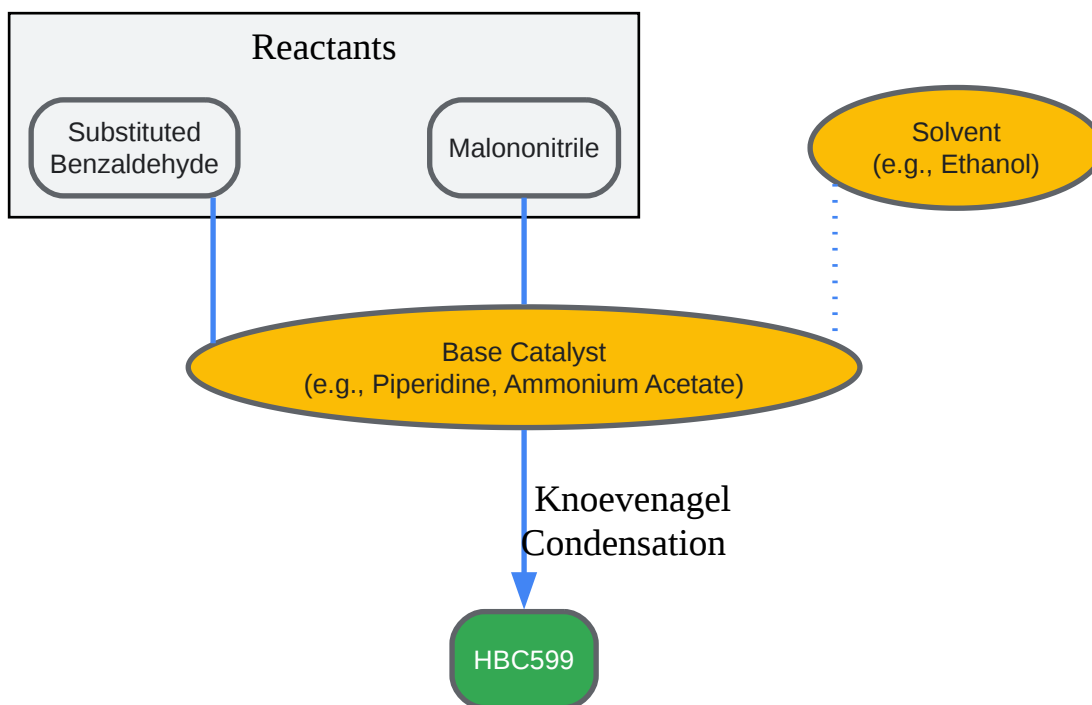 Reactants
Substituted
Benzaldehyde
Malononitrile
Solvent
(e.g., Ethanol)
Base Catalyst
(e.g., Piperidine, Ammonium Acetate)
Knoevenagel
Condensation
HBC599